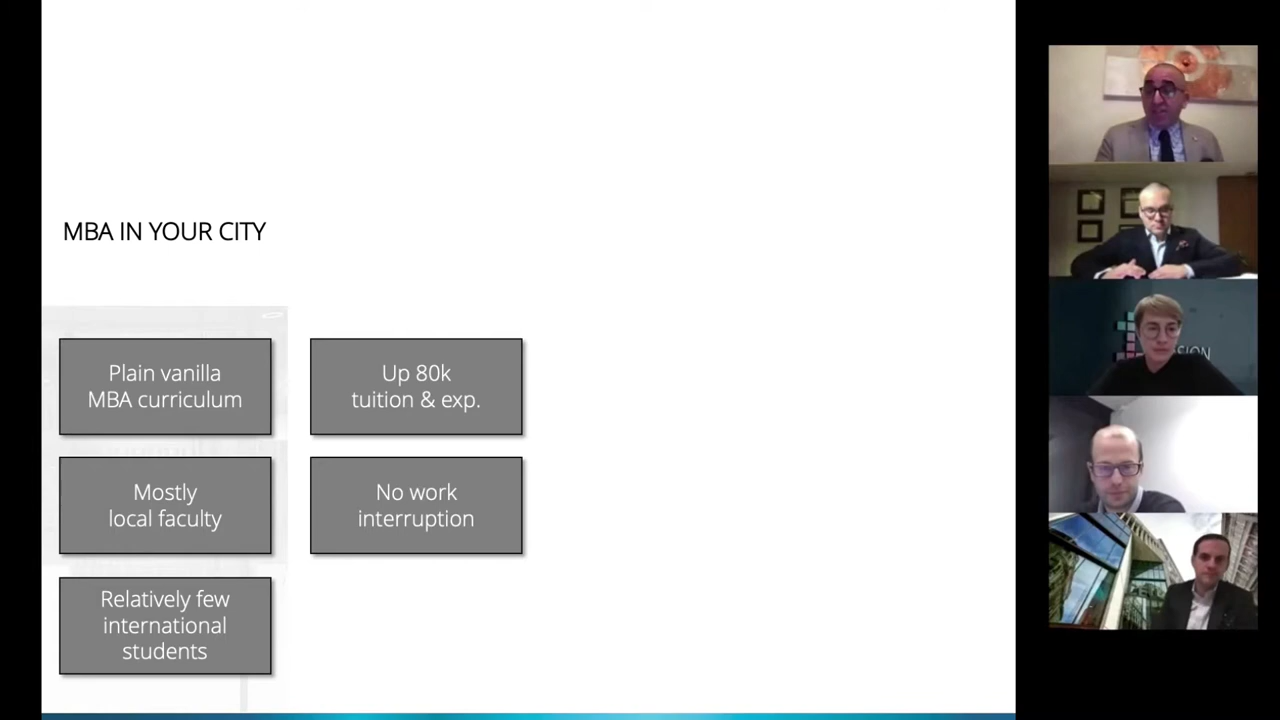 MBA IN YOUR CITY
Plain vanilla
MBA curriculum
Up 80k
tuition & exp.
Mostly
local faculty
No work
interruption
Relatively few
international
students